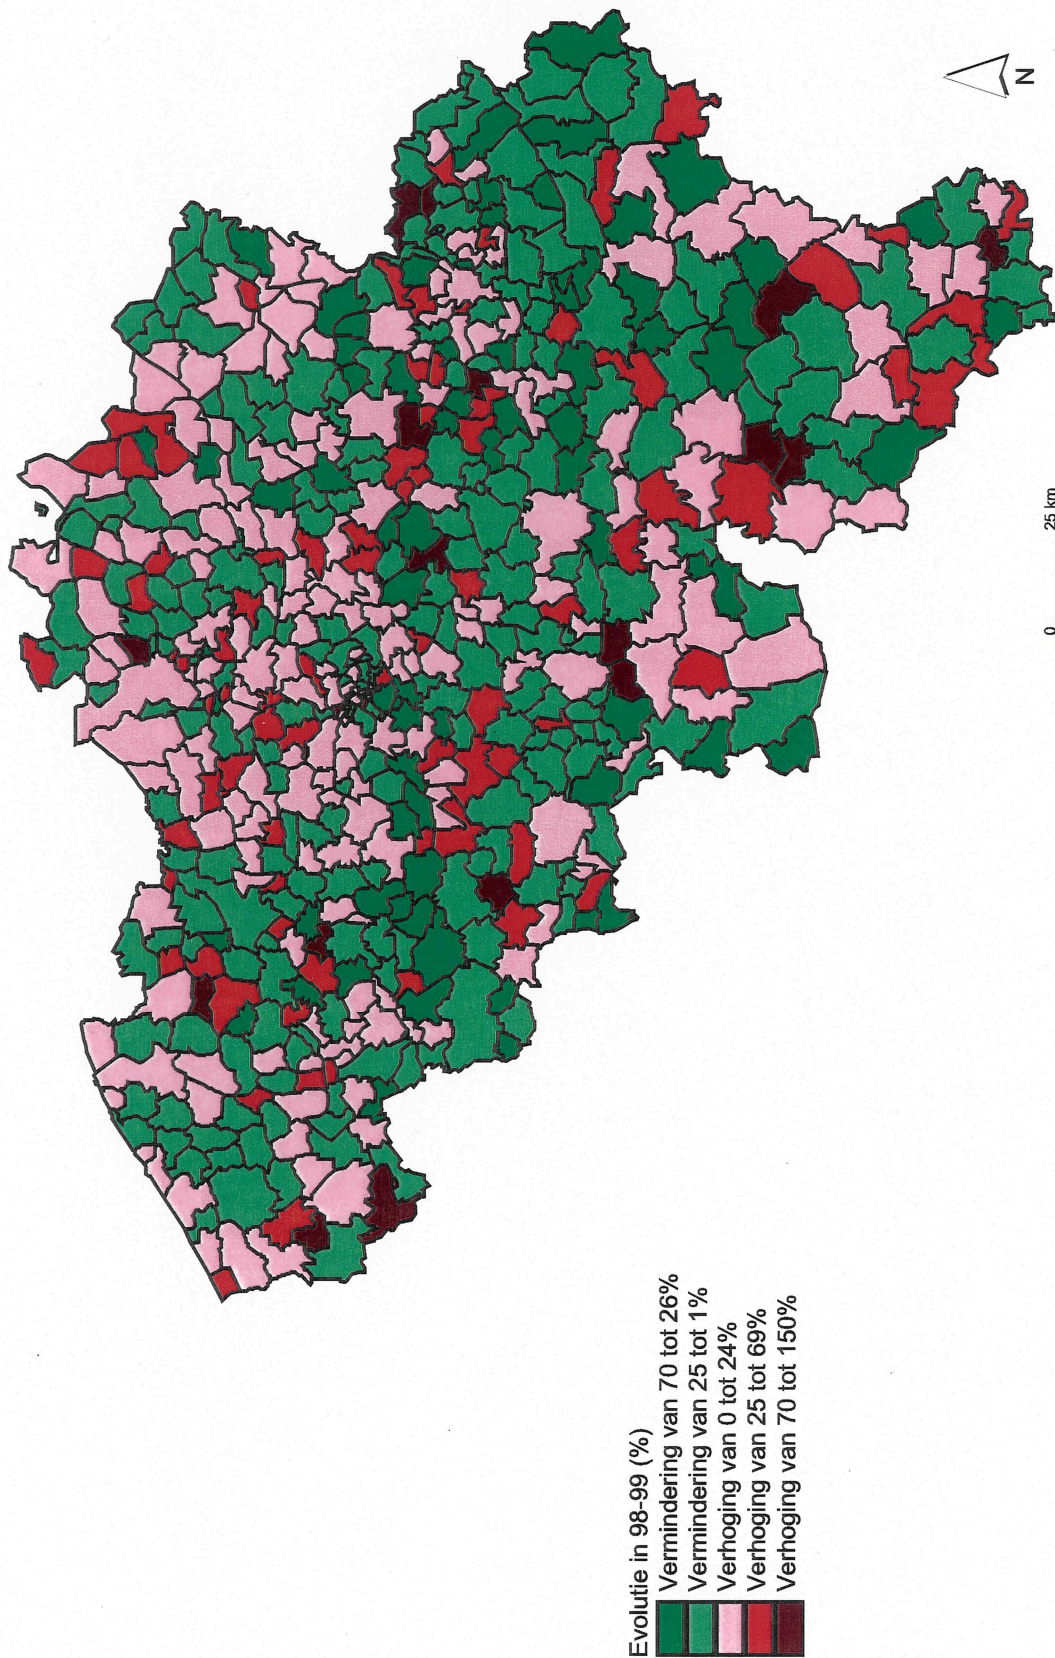 Evolutie in 98-99 (%)
Vermindering van 70 tot 26%
Vermindering van 25 tot 1%
Verhoging van 0 tot 24%
Verhoging van 25 tot 69%
Verhoging van 70 tot 150%
0 25 km
N